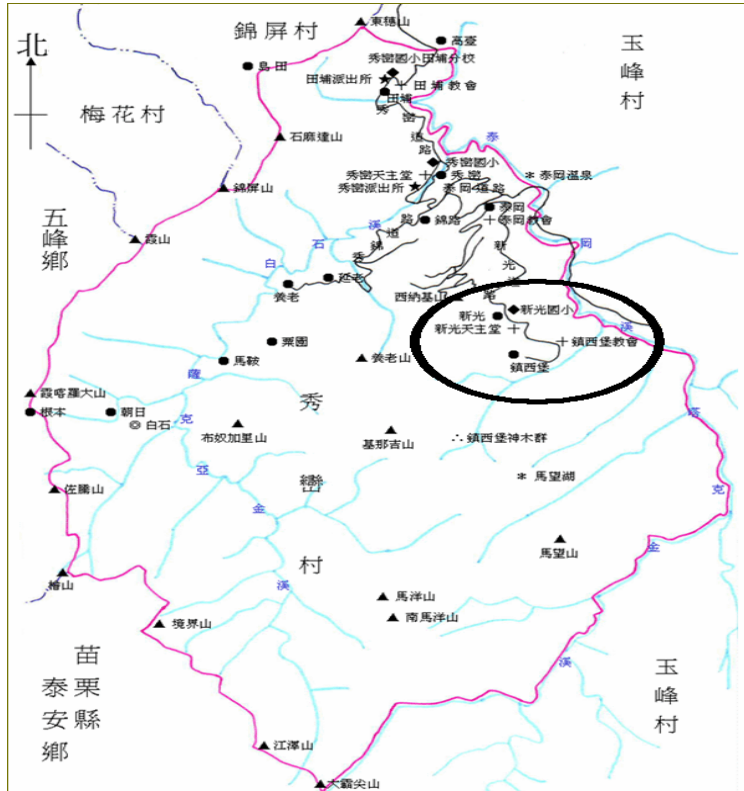 東穗山
錦屏村
高臺
玉峰村
北
秀巒國小田埔分校
島田
田埔派出所
田埔教會
田埔
梅花村
秀巒道路
石麻達山
泰
秀巒國小
秀巒天主堂
秀巒
泰岡溫泉
秀巒派出所
泰岡道路
錦屏山
泰岡
五峰鄉
錦路
泰岡教會
溪
霞山
石
岡
白
秀錦道路
新光道路
延老
養老
西納基山
新光國小
新光
溪
栗園
新光天主堂
鎮西堡教會
馬鞍
養老山
鎮西堡
薩
霞喀羅大山
秀
塔
根本
朝日
克
白石
布奴加里山
基那吉山
鎮西堡神木群
亞
巒
馬望湖
佐藤山
克
金
馬望山
村
金
檜山
溪
馬洋山
境界山
南馬洋山
苗栗縣
泰安鄉
溪
玉峰村
江澤山
大霸尖山